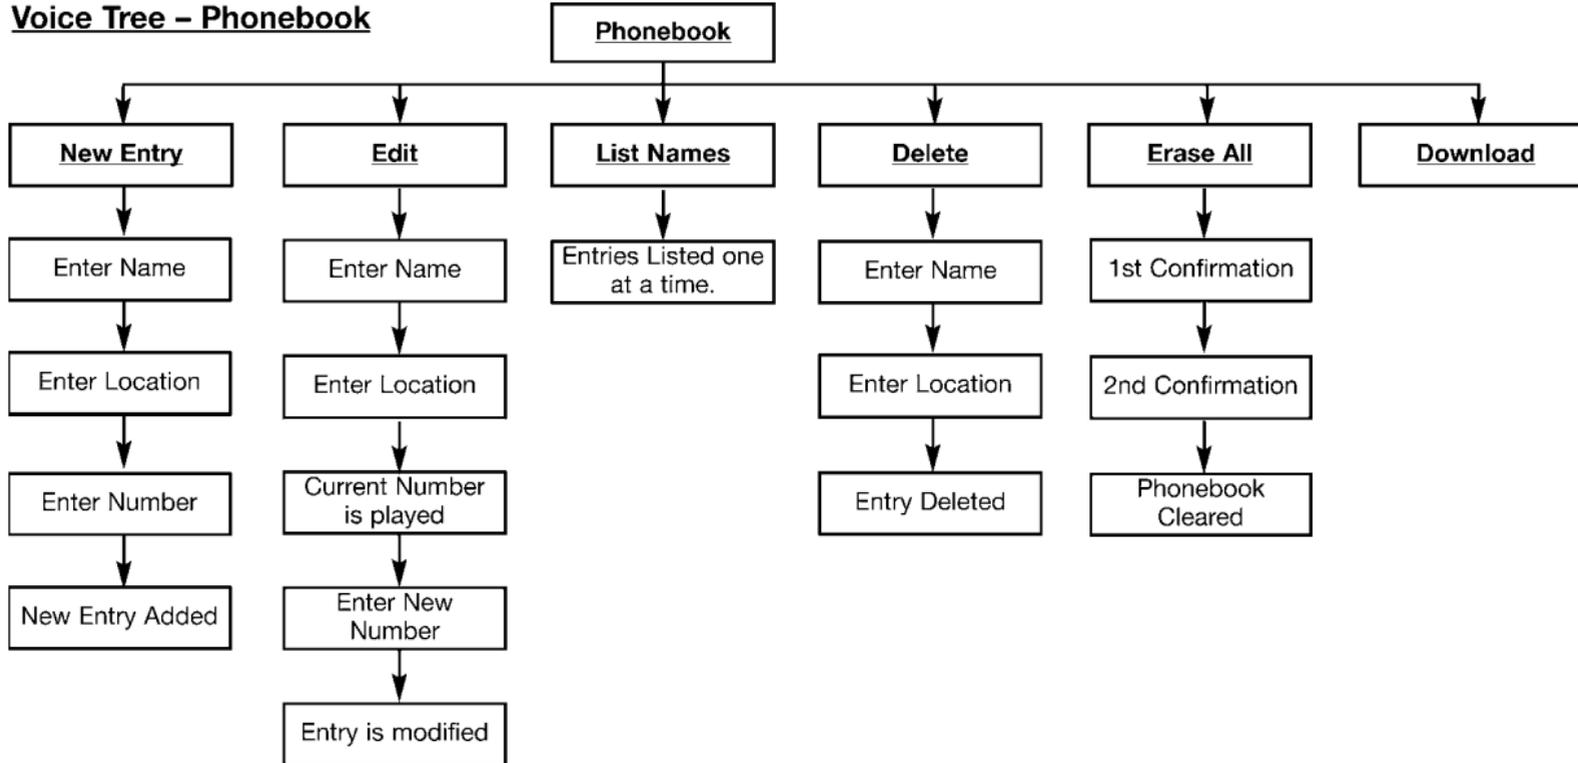 Voice Tree – Phonebook
Phonebook
New Entry
Edit
List Names
Delete
Erase All
Download
Enter Name
Enter Name
Entries Listed one
at a time.
Enter Name
1st Confirmation
Enter Location
Enter Location
Enter Location
2nd Confirmation
Enter Number
Current Number
is played
Entry Deleted
Phonebook
Cleared
New Entry Added
Enter New
Number
Entry is modified